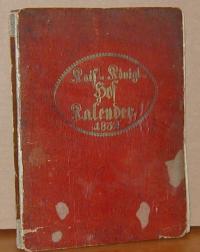 Kais. Königl.
Hof
Kalender